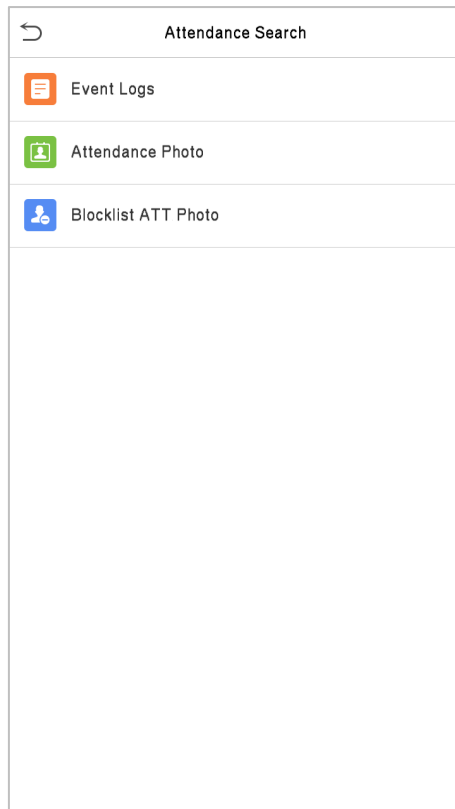 Attendance Search
Event Logs
Attendance Photo
Blocklist ATT Photo